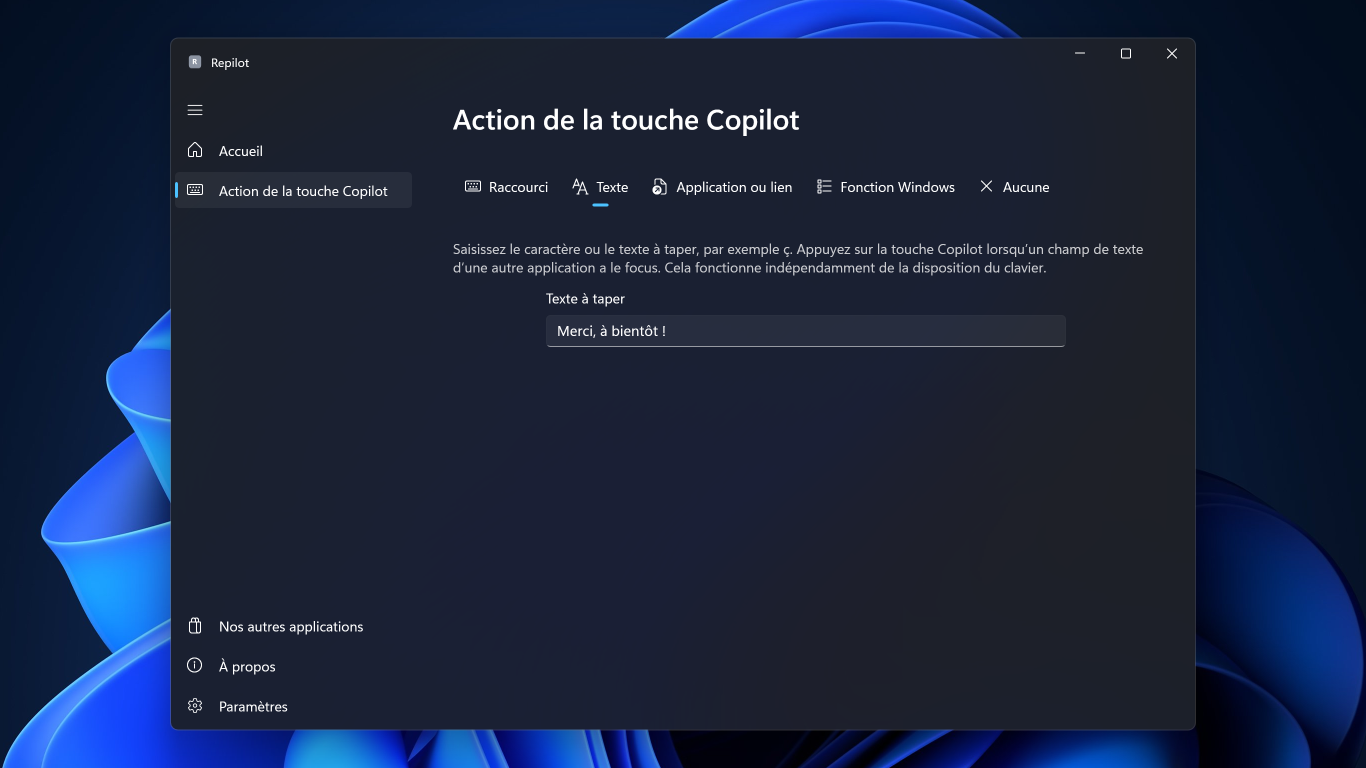 R Repilot
Accueil
Action de la touche Copilot
Nos autres applications
À propos
Paramètres
Action de la touche Copilot
Raccourci Texte Application ou lien Fonction Windows Aucune
Saisissez le caractère ou le texte à taper, par exemple ç. Appuyez sur la touche Copilot lorsqu’un champ de texte
d’une autre application a le focus. Cela fonctionne indépendamment de la disposition du clavier.
Texte à taper
Merci, à bientôt !